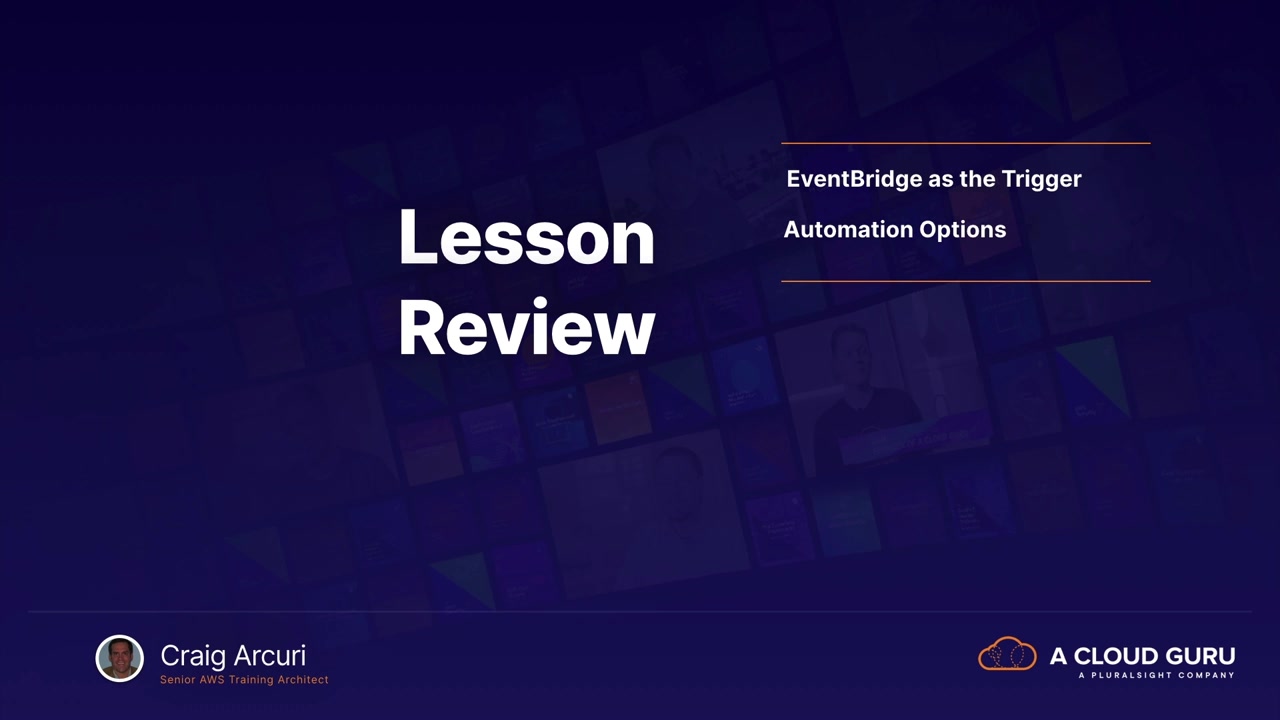 Lesson
Review
EventBridge as the Trigger
Automation Options
Craig Arcuri
Senior AWS Training Architect
A CLOUD GURU
A PLURALSIGHT COMPANY